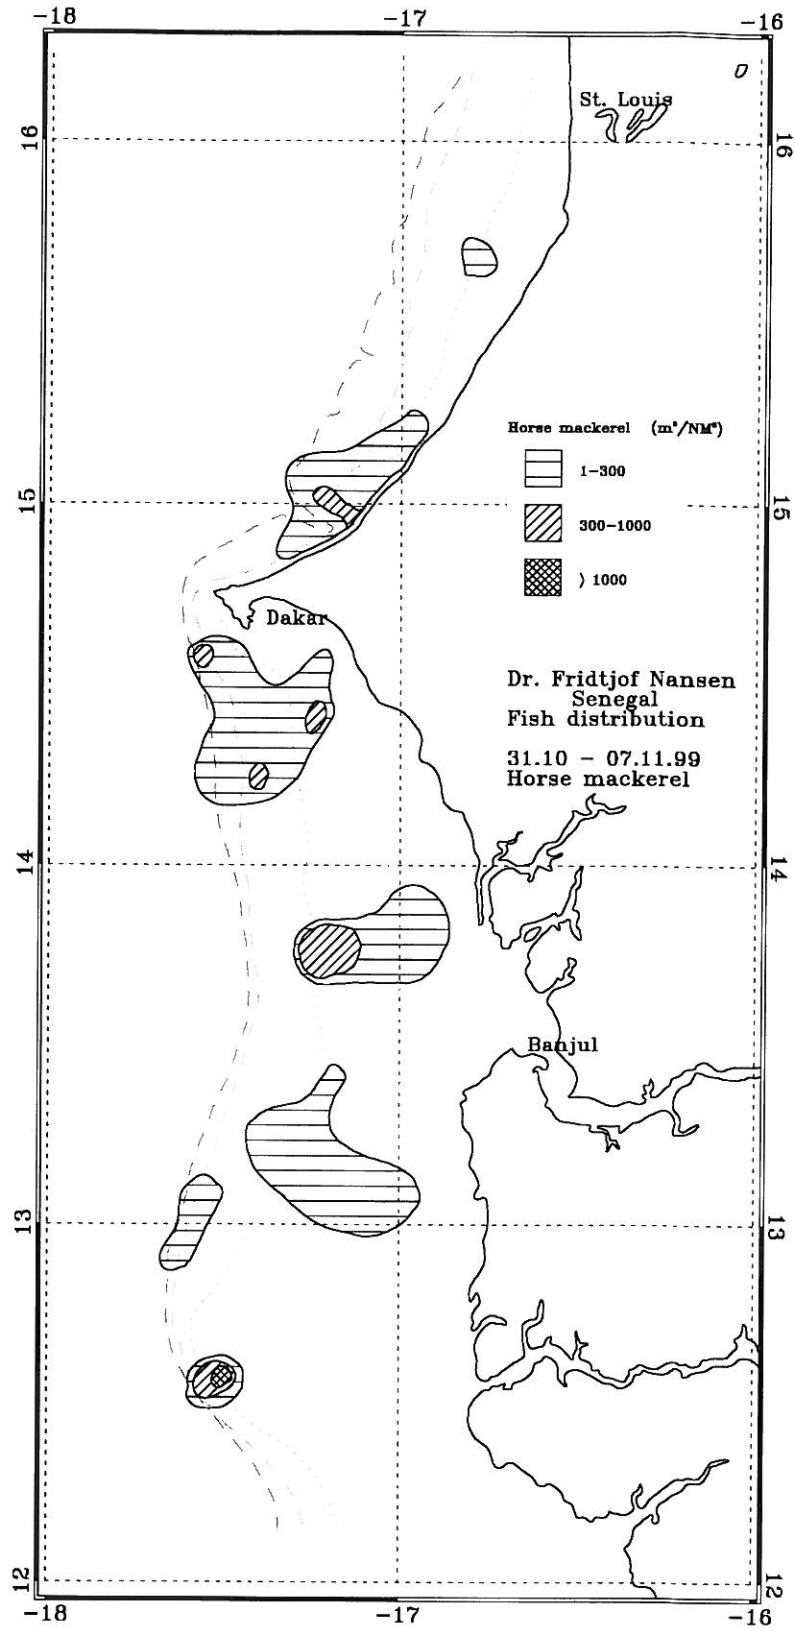 -18 -17 -16
St. Louis
16 16
Horse mackerel (m²/NM²)
1-300
15 15
300-1000
⟩ 1000
Dakar
Dr. Fridtjof Nansen
Senegal
Fish distribution
31.10 - 07.11.99
Horse mackerel
14 14
Banjul
13 13
12 12
-18 -17 -16